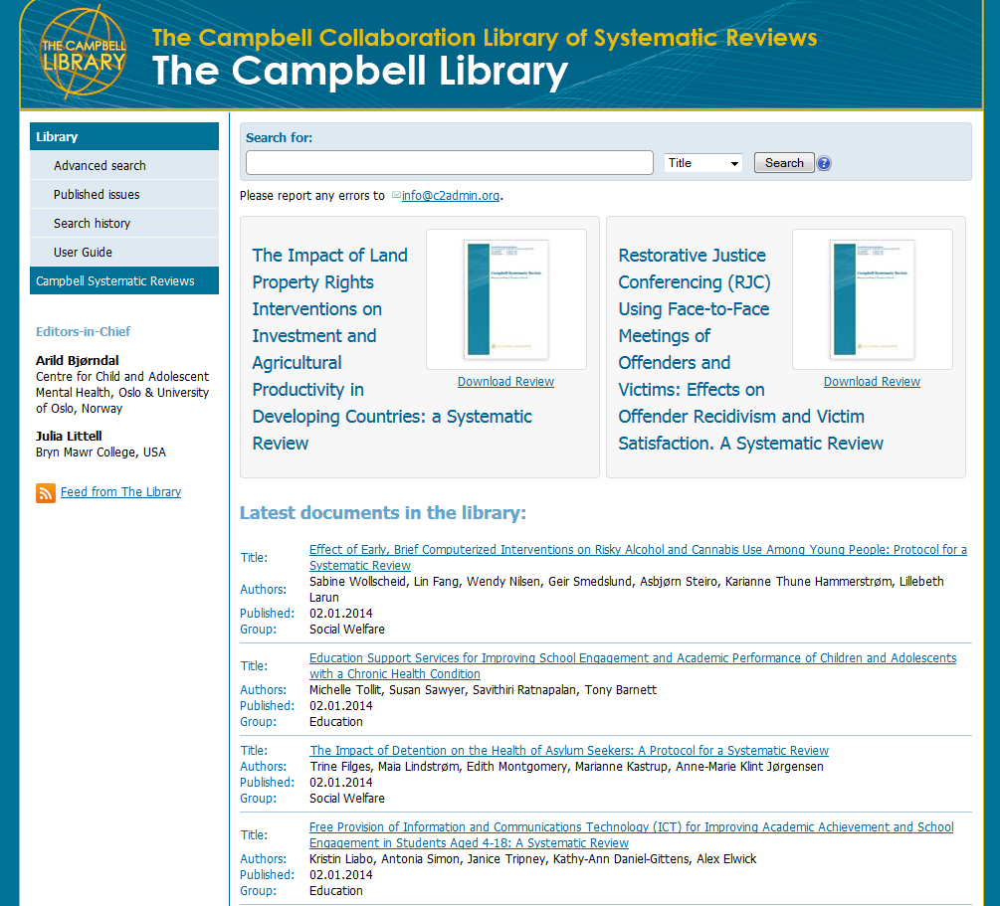 THE CAMPBELL
LIBRARY
The Campbell Collaboration Library of Systematic Reviews
The Campbell Library
Library
Advanced search
Published issues
Search history
User Guide
Campbell Systematic Reviews
Editors-in-Chief
Arild Bjørndal
Centre for Child and Adolescent
Mental Health, Oslo & University
of Oslo, Norway
Julia Littell
Bryn Mawr College, USA
Feed from The Library
Search for:
Title
Search
?
Please report any errors to info@c2admin.org.
The Impact of Land
Property Rights
Interventions on
Investment and
Agricultural
Productivity in
Developing Countries: a Systematic
Review
Campbell Systematic Reviews
Download Review
Restorative Justice
Conferencing (RJC)
Using Face-to-Face
Meetings of
Offenders and
Victims: Effects on
Offender Recidivism and Victim
Satisfaction. A Systematic Review
Campbell Systematic Reviews
Download Review
Latest documents in the library:
Title: Effect of Early, Brief Computerized Interventions on Risky Alcohol and Cannabis Use Among Young People: Protocol for a
Systematic Review
Authors: Sabine Wollscheid, Lin Fang, Wendy Nilsen, Geir Smedslund, Asbjørn Steiro, Karianne Thune Hammerstrøm, Lillebeth
Larun
Published: 02.01.2014
Group: Social Welfare
Title: Education Support Services for Improving School Engagement and Academic Performance of Children and Adolescents
with a Chronic Health Condition
Authors: Michelle Tollit, Susan Sawyer, Savithiri Ratnapalan, Tony Barnett
Published: 02.01.2014
Group: Education
Title: The Impact of Detention on the Health of Asylum Seekers: A Protocol for a Systematic Review
Authors: Trine Filges, Maia Lindstrøm, Edith Montgomery, Marianne Kastrup, Anne-Marie Klint Jørgensen
Published: 02.01.2014
Group: Social Welfare
Title: Free Provision of Information and Communications Technology (ICT) for Improving Academic Achievement and School
Engagement in Students Aged 4-18: A Systematic Review
Authors: Kristin Liabo, Antonia Simon, Janice Tripney, Kathy-Ann Daniel-Gittens, Alex Elwick
Published: 02.01.2014
Group: Education